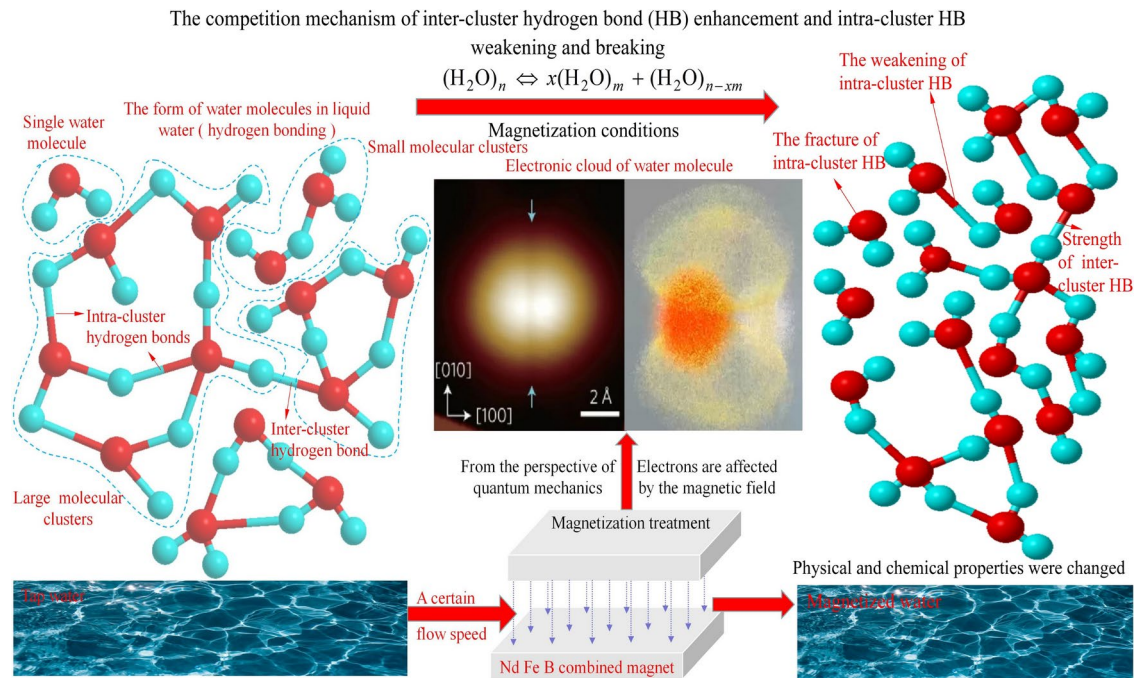 The competition mechanism of inter-cluster hydrogen bond (HB) enhancement and intra-cluster HB
weakening and breaking
(H₂O)ₙ ⇔ x(H₂O)ₘ + (H₂O)ₙ₋ₓₘ
Magnetization conditions
The form of water molecules in liquid
water ( hydrogen bonding )
Single water
molecule
Small molecular clusters
Intra-cluster
hydrogen bonds
Inter-cluster
hydrogen bond
Large molecular
clusters
Electronic cloud of water molecule
[010]
[100]
2 Å
From the perspective of
quantum mechanics
Electrons are affected
by the magnetic field
The weakening of
intra-cluster HB
The fracture of
intra-cluster HB
Strength
of inter-
cluster HB
Tap water
A certain
flow speed
Magnetization treatment
Nd Fe B combined magnet
Physical and chemical properties were changed
Magnetized water